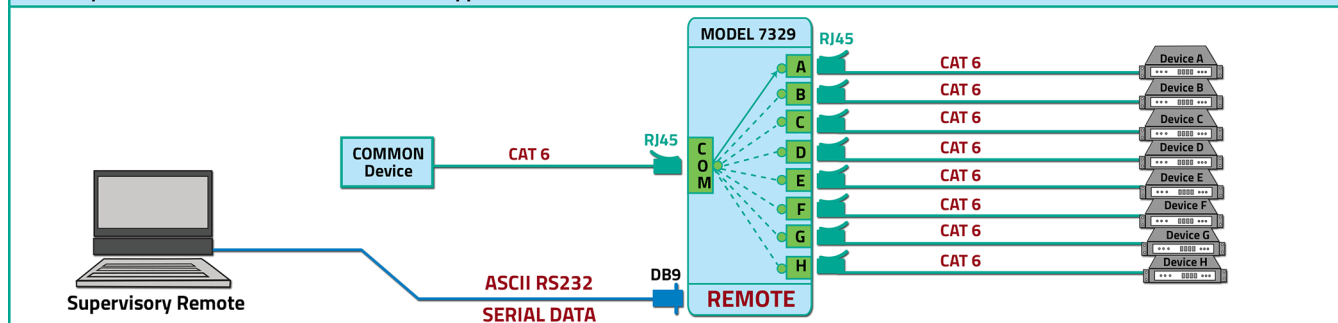 MODEL 7329
RJ45
A
B
C
D
E
F
G
H
CAT 6
CAT 6
CAT 6
CAT 6
CAT 6
CAT 6
CAT 6
CAT 6
Device A
Device B
Device C
Device D
Device E
Device F
Device G
Device H
COMMON
Device
CAT 6
RJ45
COM
Supervisory Remote
ASCII RS232
SERIAL DATA
DB9
REMOTE